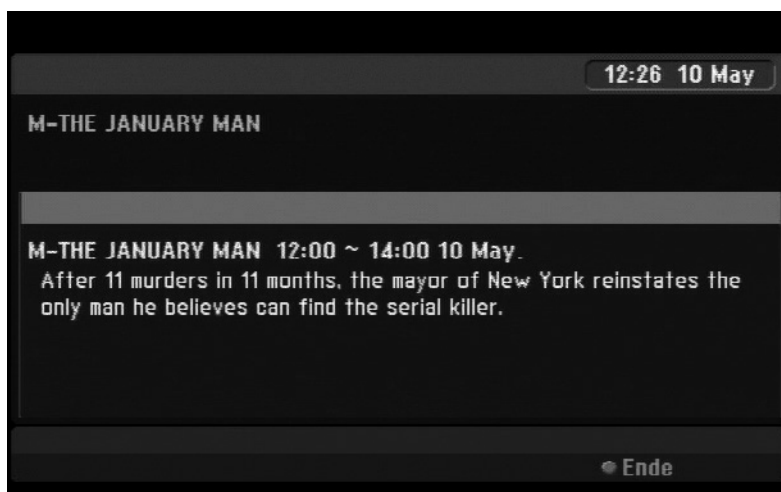 12:26 10 May
M-THE JANUARY MAN
M-THE JANUARY MAN 12:00 ~ 14:00 10 May.
After 11 murders in 11 months, the mayor of New York reinstates the
only man he believes can find the serial killer.
Ende